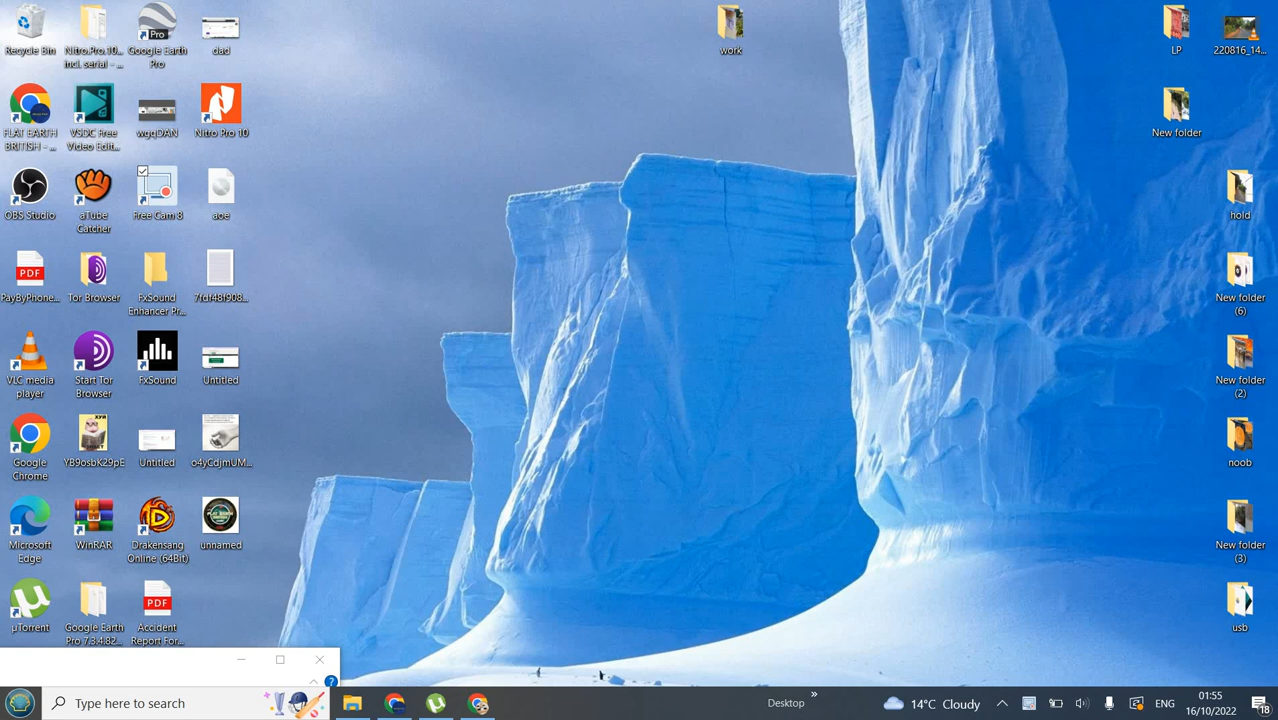 Recycle Bin
Nitro.Pro.10...
incl. serial - ...
Pro
Google Earth
Pro
dad
work
LP
220816_14...
FLAT EARTH
BRITISH - ...
VSDC Free
Video Edit...
wgqDAN
Nitro Pro 10
New folder
OBS Studio
aTube
Catcher
Free Cam 8
aoe
hold
PDF
PayByPhone...
Tor Browser
FxSound
Enhancer Pr...
7fdf48f908...
New folder
(6)
VLC media
player
Start Tor
Browser
FxSound
Untitled
New folder
(2)
Google
Chrome
YB9osbK29pE
Untitled
o4yCdjmUM...
noob
Microsoft
Edge
WinRAR
Drakensang
Online (64Bit)
unnamed
New folder
(3)
µTorrent
Google Earth
Pro 7.3.4.82...
PDF
Accident
Report For...
usb
Type here to search
Desktop
14°C Cloudy
ENG
01:55
16/10/2022
18